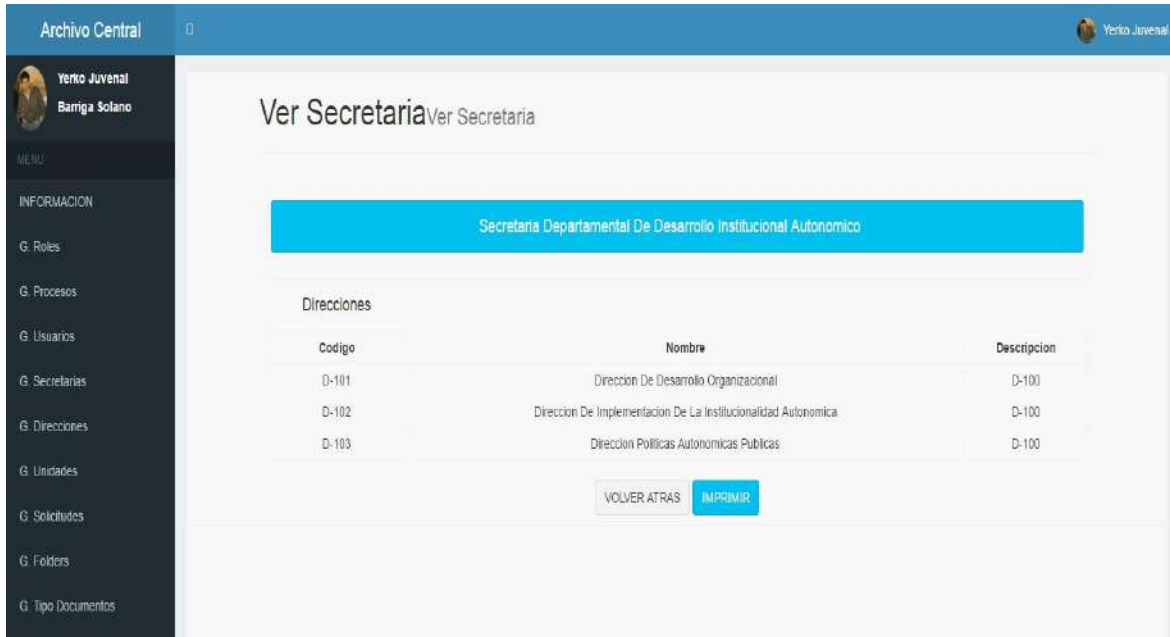 Archivo Central
Yerko Juvenal
Yerko Juvenal
Barriga Solano
MENU
INFORMACION
G. Roles
G. Procesos
G. Usuarios
G. Secretarias
G. Direcciones
G. Unidades
G. Solicitudes
G. Folders
G. Tipo Documentos
Ver Secretaria Ver Secretaria
Secretaria Departamental De Desarrollo Institucional Autonomico
Direcciones
Codigo Nombre Descripcion
D-101 Direccion De Desarrollo Organizacional D-100
D-102 Direccion De Implementacion De La Institucionalidad Autonomica D-100
D-103 Direccion Politicas Autonomicas Publicas D-100
VOLVER ATRAS IMPRIMIR